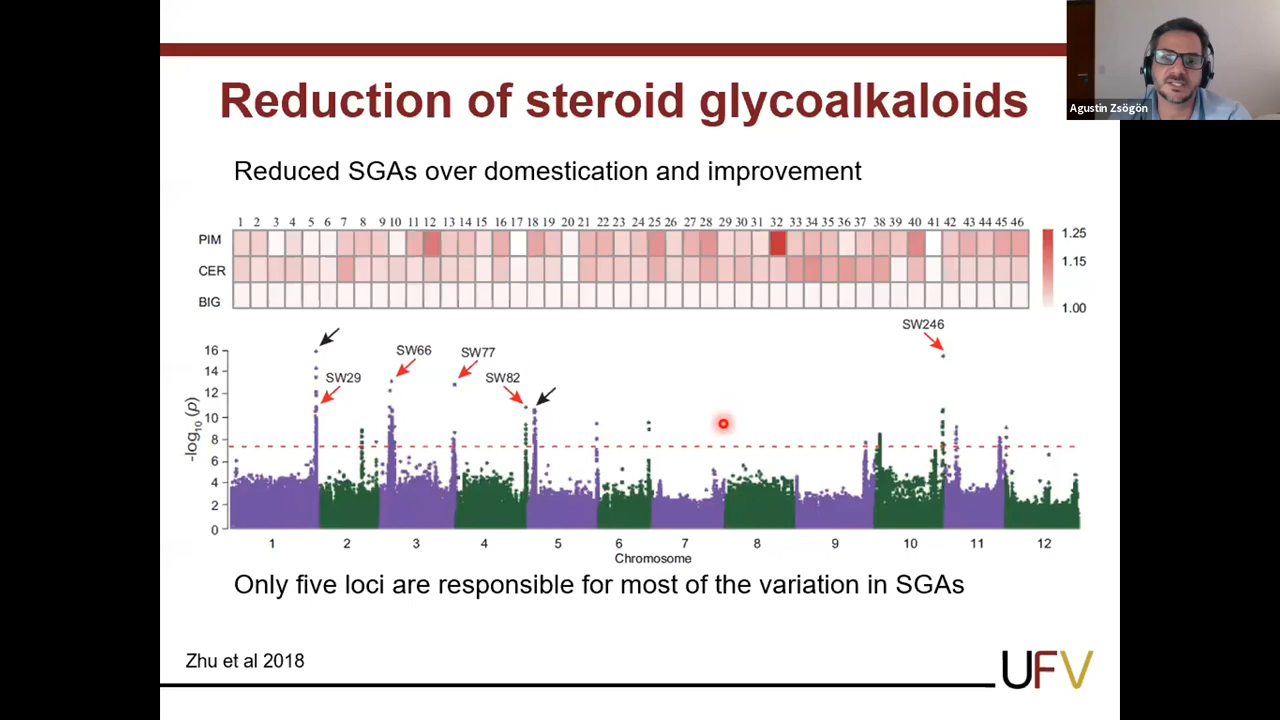 Agustin Zsögön
Reduction of steroid glycoalkaloids
Reduced SGAs over domestication and improvement
1 2 3 4 5 6 7 8 9 10 11 12 13 14 15 16 17 18 19 20 21 22 23 24 25 26 27 28 29 30 31 32 33 34 35 36 37 38 39 40 41 42 43 44 45 46
PIM
CER
BIG
1.25
1.15
1.00
SW246
SW66
SW77
SW29
SW82
16
14
12
10
8
6
4
2
0
-log10 (p)
1 2 3 4 5 6 7 8 9 10 11 12
Chromosome
Only five loci are responsible for most of the variation in SGAs
Zhu et al 2018
UFV